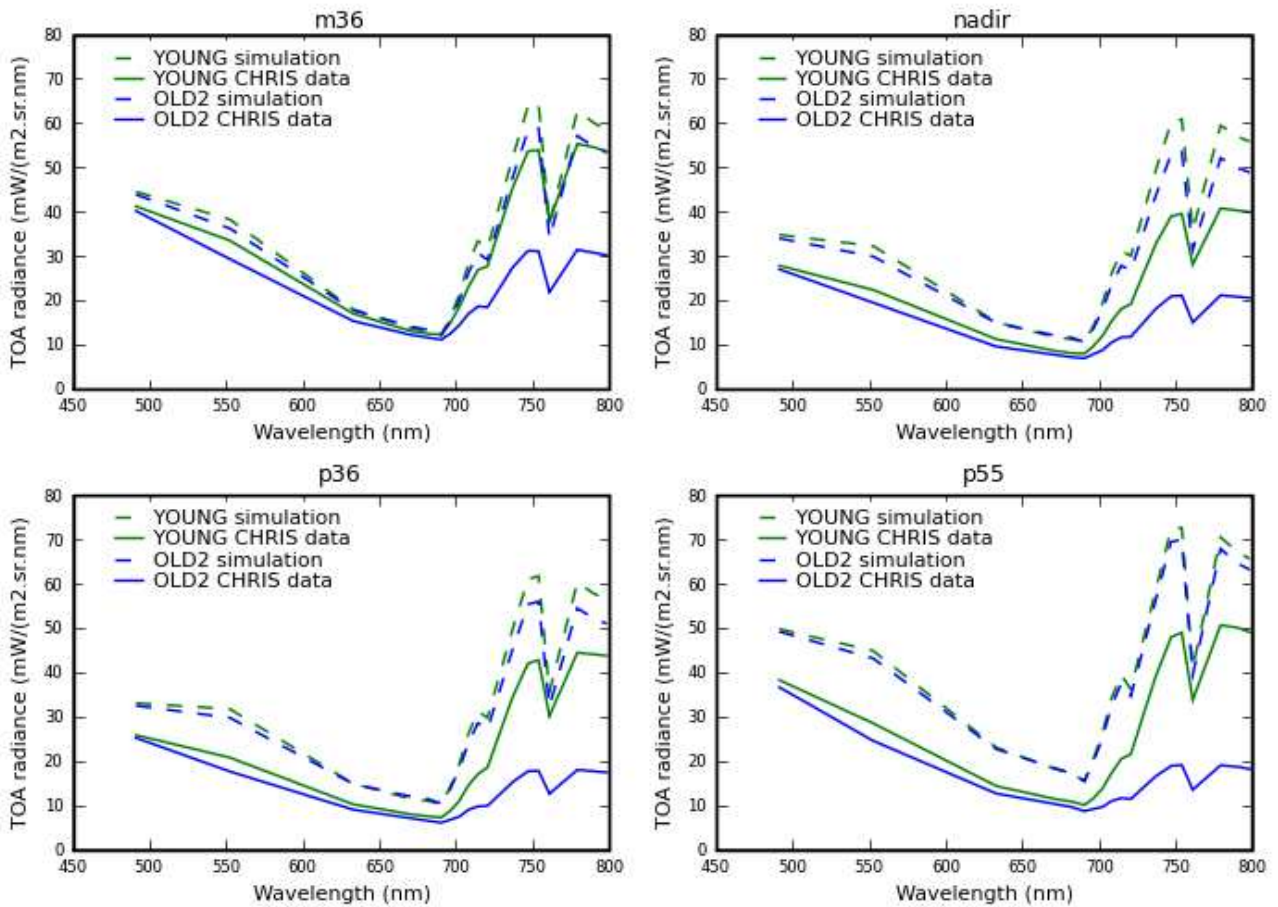 m36
80
70
60
50
40
30
20
10
0
YOUNG simulation
YOUNG CHRIS data
OLD2 simulation
OLD2 CHRIS data
TOA radiance (mW/(m2.sr.nm)
450 500 550 600 650 700 750 800
Wavelength (nm)
nadir
80
70
60
50
40
30
20
10
0
YOUNG simulation
YOUNG CHRIS data
OLD2 simulation
OLD2 CHRIS data
TOA radiance (mW/(m2.sr.nm)
450 500 550 600 650 700 750 800
Wavelength (nm)
p36
80
70
60
50
40
30
20
10
0
YOUNG simulation
YOUNG CHRIS data
OLD2 simulation
OLD2 CHRIS data
TOA radiance (mW/(m2.sr.nm)
450 500 550 600 650 700 750 800
Wavelength (nm)
p55
80
70
60
50
40
30
20
10
0
YOUNG simulation
YOUNG CHRIS data
OLD2 simulation
OLD2 CHRIS data
TOA radiance (mW/(m2.sr.nm)
450 500 550 600 650 700 750 800
Wavelength (nm)